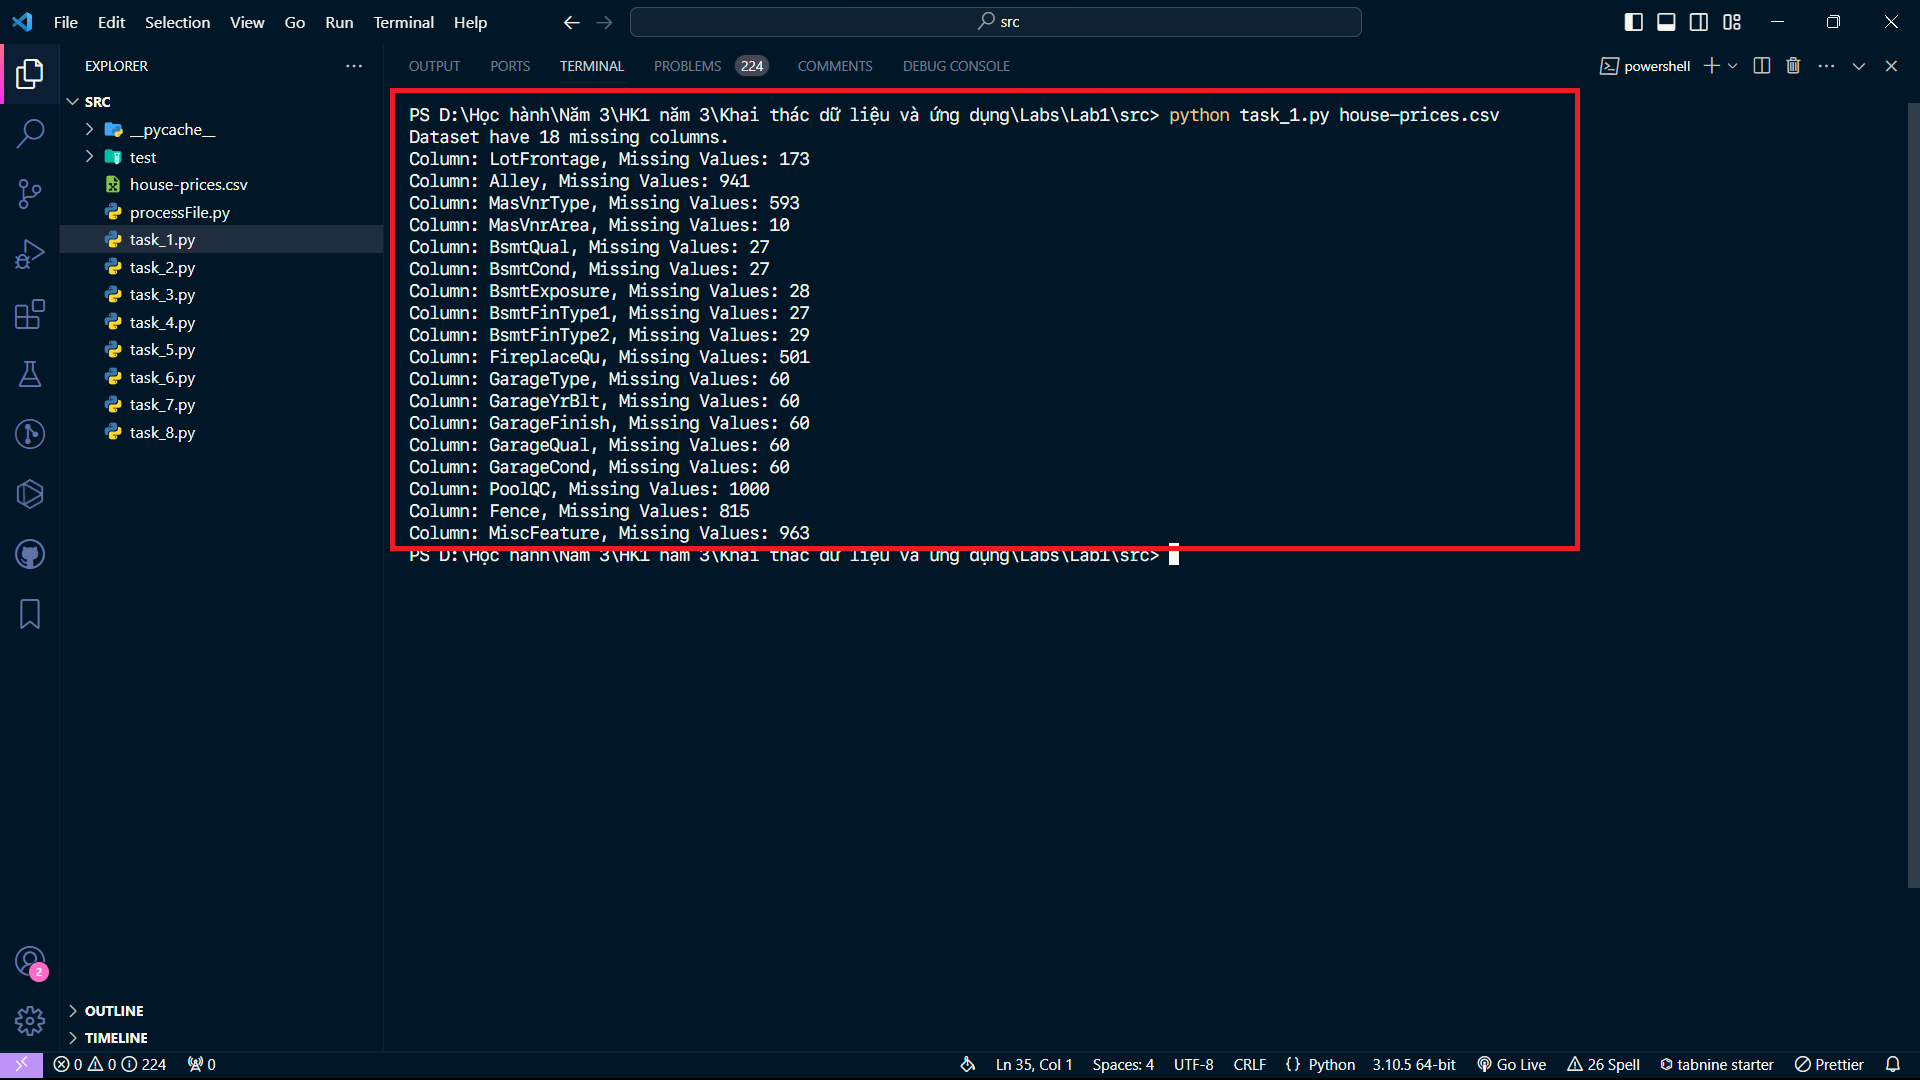 File Edit Selection View Go Run Terminal Help
src
EXPLORER
SRC
__pycache__
test
house-prices.csv
processFile.py
task_1.py
task_2.py
task_3.py
task_4.py
task_5.py
task_6.py
task_7.py
task_8.py
OUTLINE
TIMELINE
2
OUTPUT PORTS TERMINAL PROBLEMS 224 COMMENTS DEBUG CONSOLE
powershell
PS D:\Học hành\Năm 3\HK1 năm 3\Khai thác dữ liệu và ứng dụng\Labs\Lab1\src> python task_1.py house-prices.csv
Dataset have 18 missing columns.
Column: LotFrontage, Missing Values: 173
Column: Alley, Missing Values: 941
Column: MasVnrType, Missing Values: 593
Column: MasVnrArea, Missing Values: 10
Column: BsmtQual, Missing Values: 27
Column: BsmtCond, Missing Values: 27
Column: BsmtExposure, Missing Values: 28
Column: BsmtFinType1, Missing Values: 27
Column: BsmtFinType2, Missing Values: 29
Column: FireplaceQu, Missing Values: 501
Column: GarageType, Missing Values: 60
Column: GarageYrBlt, Missing Values: 60
Column: GarageFinish, Missing Values: 60
Column: GarageQual, Missing Values: 60
Column: GarageCond, Missing Values: 60
Column: PoolQC, Missing Values: 1000
Column: Fence, Missing Values: 815
Column: MiscFeature, Missing Values: 963
PS D:\Học hành\Năm 3\HK1 năm 3\Khai thác dữ liệu và ứng dụng\Labs\Lab1\src>
0 0 224 0
Ln 35, Col 1 Spaces: 4 UTF-8 CRLF {} Python 3.10.5 64-bit Go Live 26 Spell tabnine starter Prettier